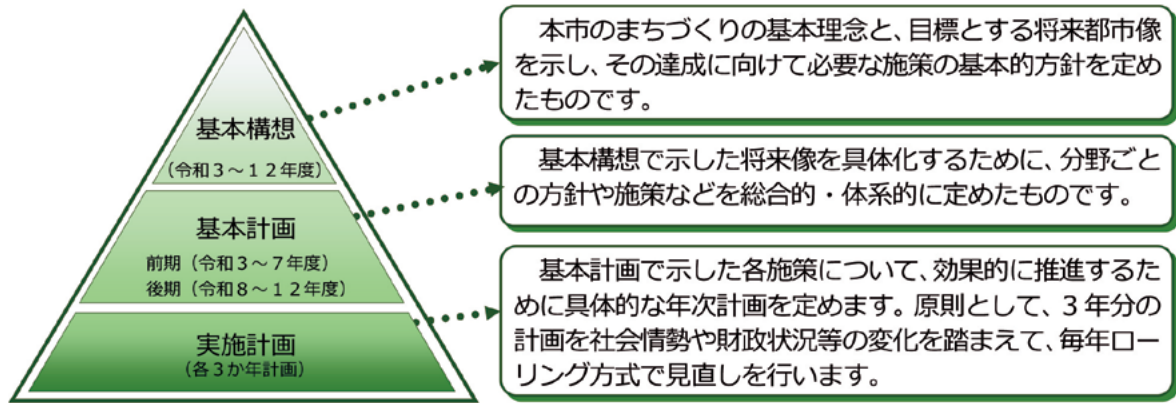 基本構想
(令和3~12年度)
本市のまちづくりの基本理念と、目標とする将来都市像
を示し、その達成に向けて必要な施策の基本的方針を定め
たものです。
基本計画
前期(令和3~7年度)
後期(令和8~12年度)
基本構想で示した将来像を具体化するために、分野ごと
の方針や施策などを総合的・体系的に定めたものです。
実施計画
(各3か年計画)
基本計画で示した各施策について、効果的に推進するた
めに具体的な年次計画を定めます。原則として、3年分の
計画を社会情勢や財政状況等の変化を踏まえて、毎年ロー
リング方式で見直しを行います。